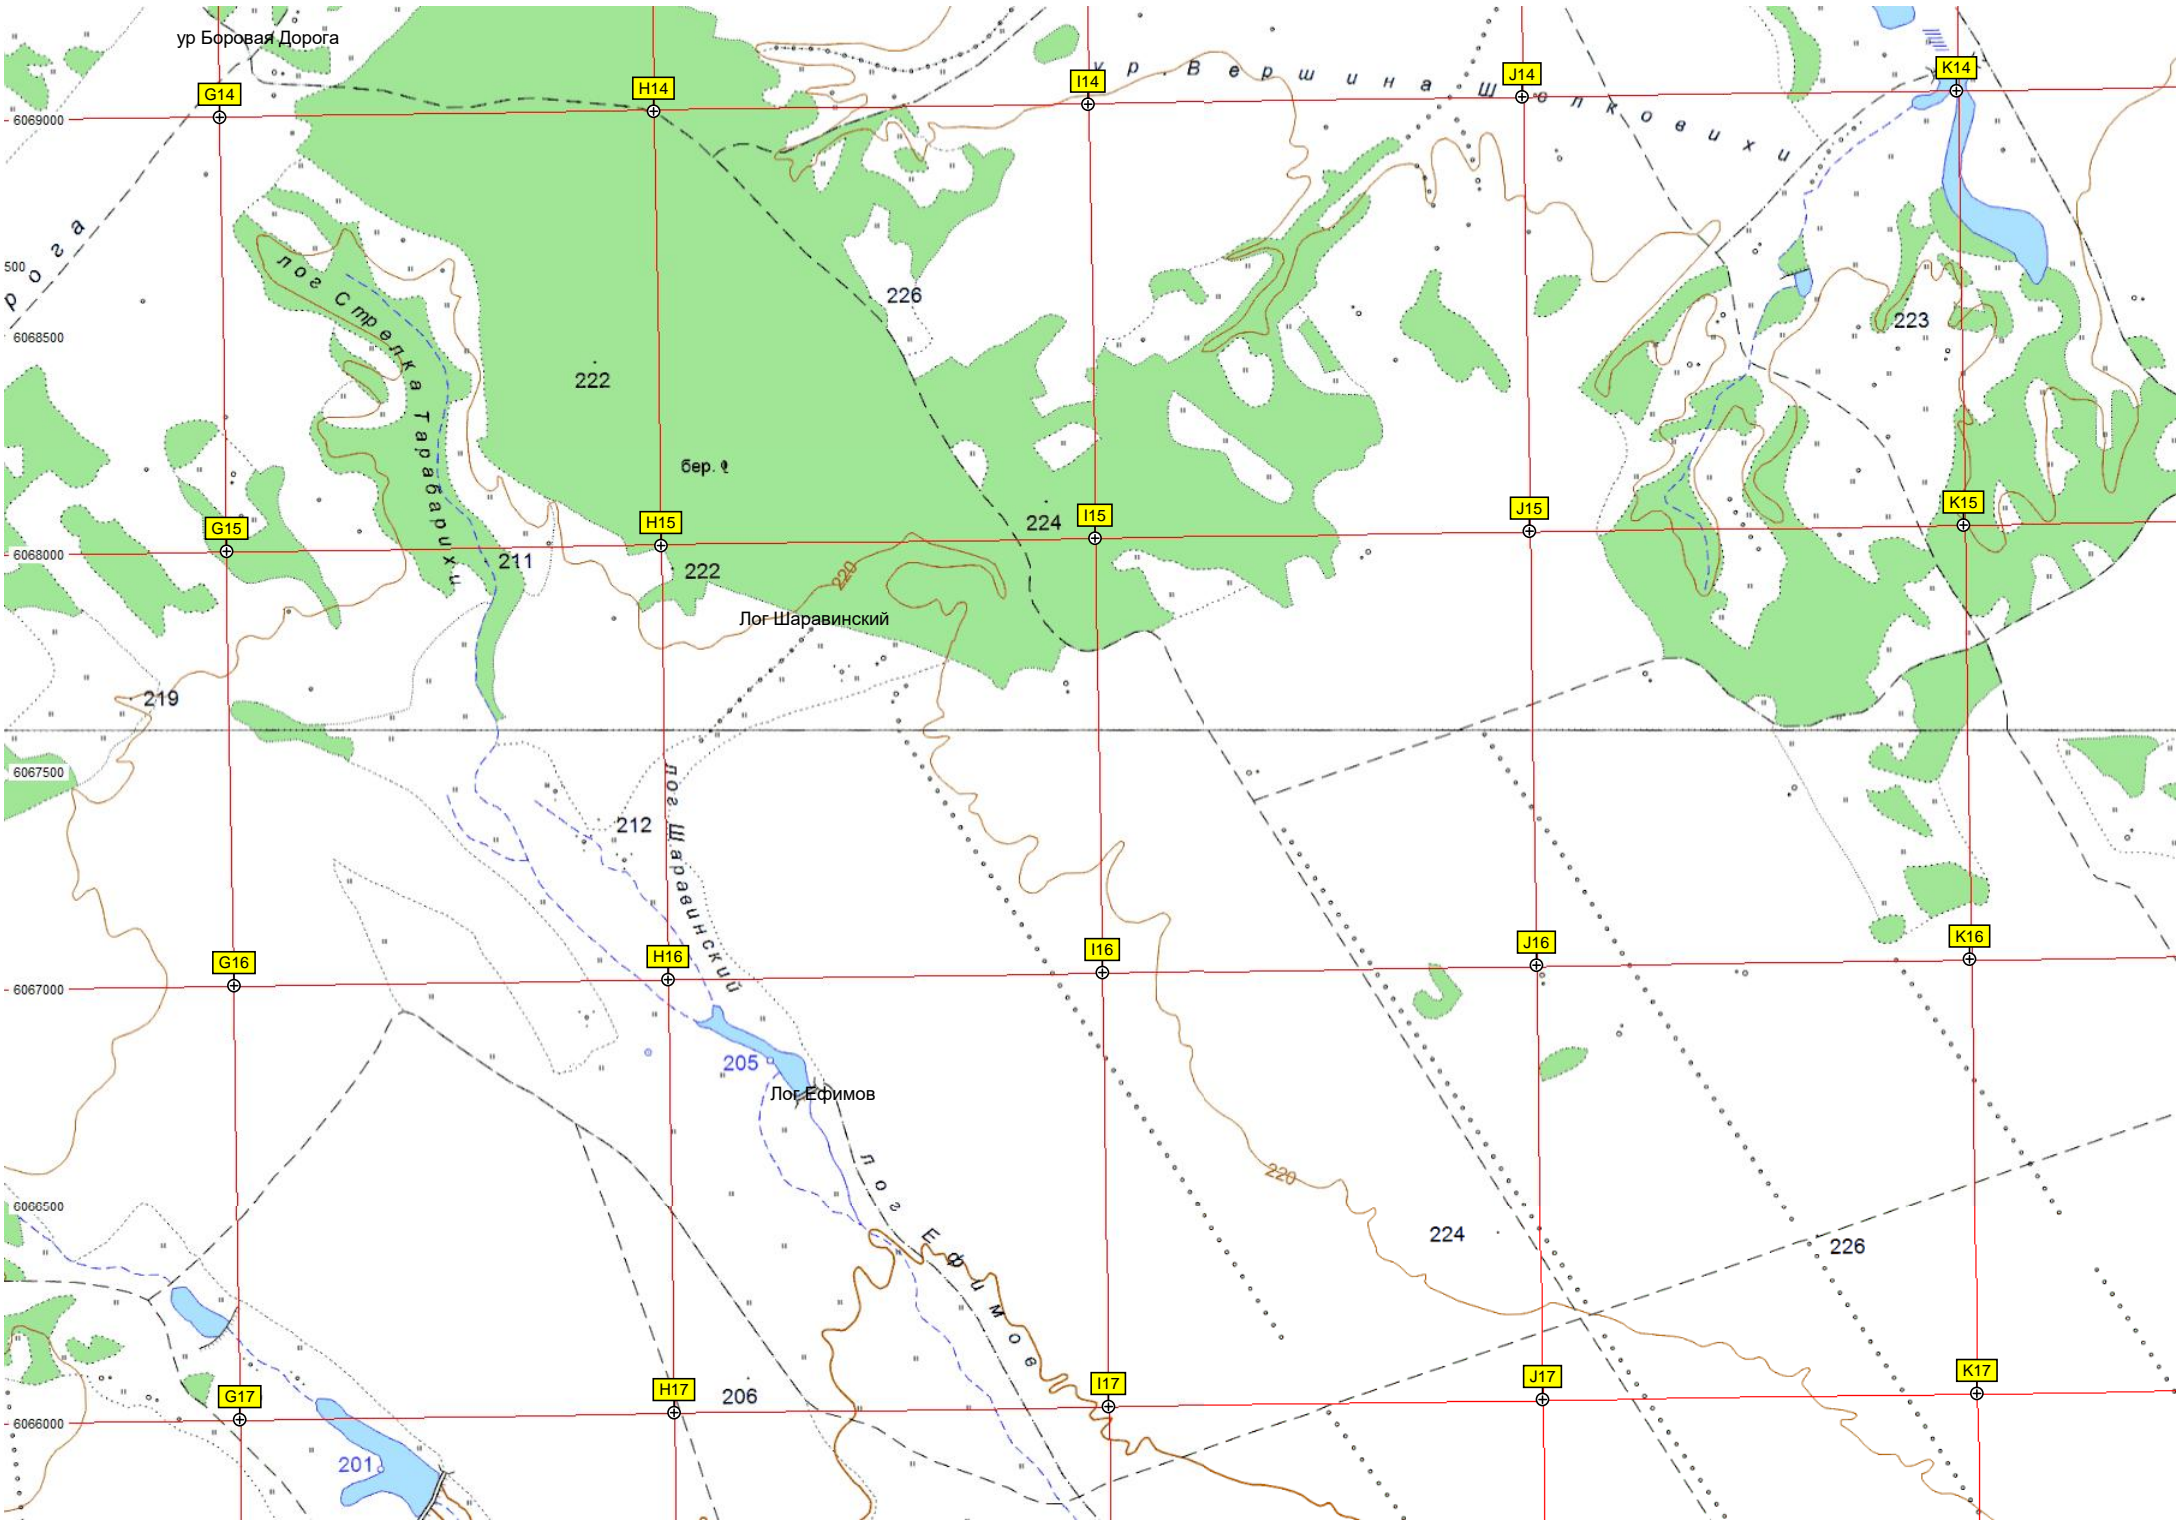 ур Боровая Дорога
ур. Вершина Шелковихи
G14
H14
I14
J14
K14
6069000
рога
500
лог Стрелка Тарабарихи
226
223
6068500
222
бер.
G15
H15
224
I15
J15
K15
6068000
211
222
220
Лог Шаравинский
219
6067500
212
лог Шаравинский
G16
H16
I16
J16
K16
6067000
205
Лог Ефимов
лог Ефимов
220
6066500
224
226
G17
H17
206
I17
J17
K17
6066000
201